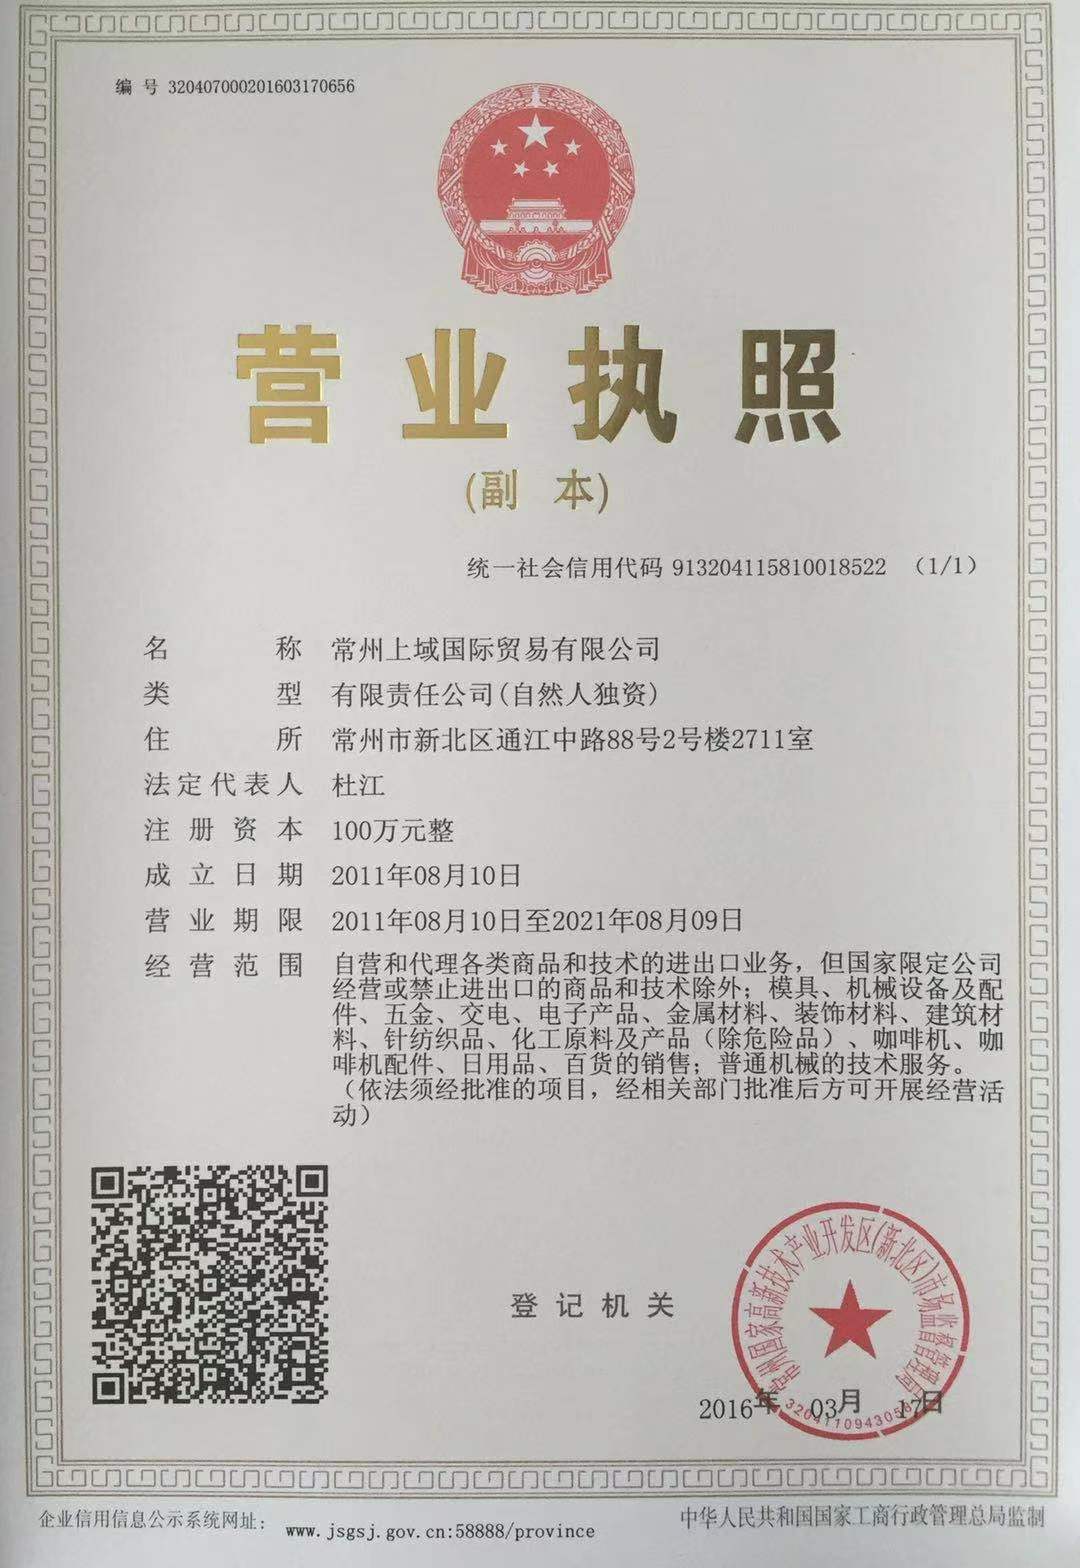 编 号 320407000201603170656
营业执照
(副 本)
统一社会信用代码 913204115810018522 （1/1）
名 称 常州上域国际贸易有限公司
类 型 有限责任公司(自然人独资)
住 所 常州市新北区通江中路88号2号楼2711室
法定代表人 杜江
注册资本 100万元整
成立日期 2011年08月10日
营业期限 2011年08月10日至2021年08月09日
经营范围 自营和代理各类商品和技术的进出口业务，但国家限定公司
经营或禁止进出口的商品和技术除外；模具、机械设备及配
件、五金、交电、电子产品、金属材料、装饰材料、建筑材
料、针纺织品、化工原料及产品（除危险品）、咖啡机、咖
啡机配件、日用品、百货的销售；普通机械的技术服务。
（依法须经批准的项目，经相关部门批准后方可开展经营活
动）
常州国家高新技术产业开发区(新北区)市场监督管理局
登记机关
2016年 03月 17日
企业信用信息公示系统网址： www.jsgsj.gov.cn:58888/province
中华人民共和国国家工商行政管理总局监制